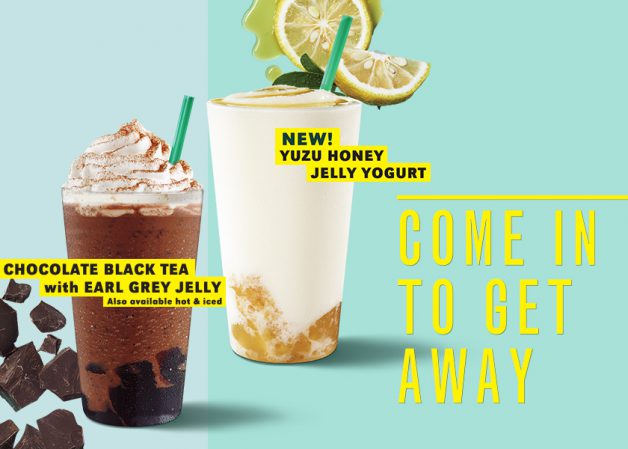 NEW!
YUZU HONEY
JELLY YOGURT
CHOCOLATE BLACK TEA
with EARL GREY JELLY
Also available hot & iced
COME IN
TO GET
AWAY